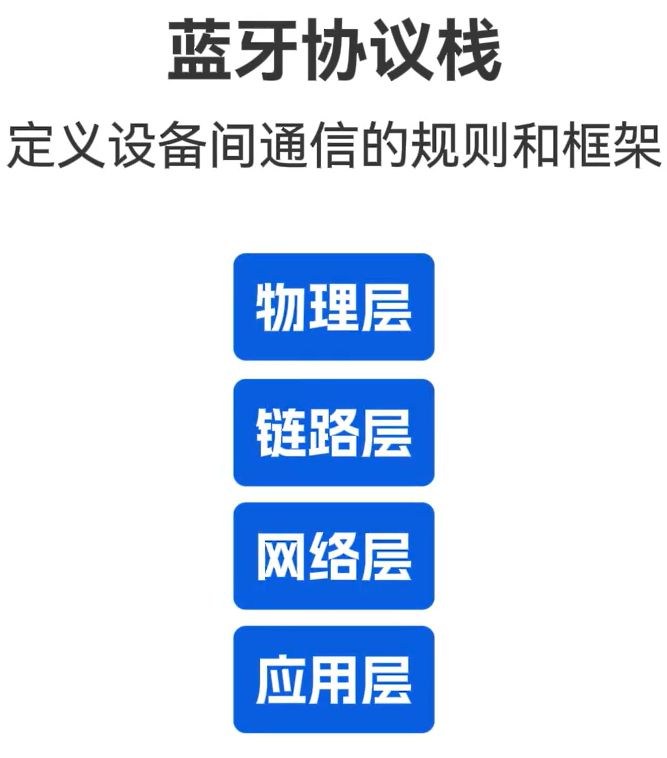 蓝牙协议栈
定义设备间通信的规则和框架
物理层
链路层
网络层
应用层